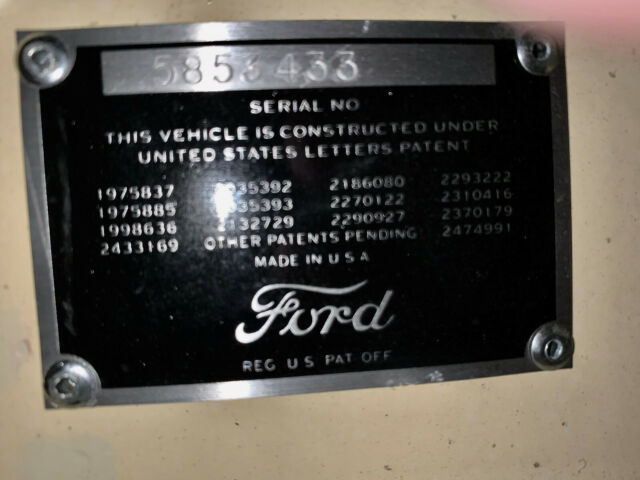 5853433
SERIAL NO
THIS VEHICLE IS CONSTRUCTED UNDER
UNITED STATES LETTERS PATENT
1975837 2186080 2293222
1975885 2270122 2310416
1998636 2132729 2290927 2370179
2433169 OTHER PATENTS PENDING 2474991
MADE IN U S A
Ford
REG U S PAT OFF